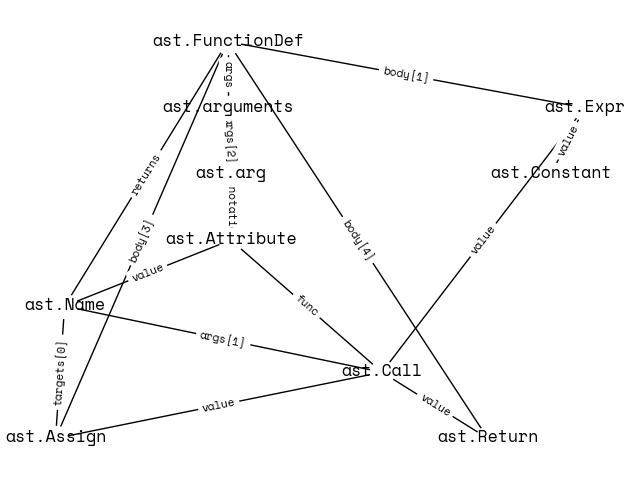 ast.FunctionDef
args
body[1]
ast.arguments
ast.Expr
rgs[2]
value
returns
ast.arg
ast.Constant
notati
body[3]
ast.Attribute
body[4]
value
value
ast.Name
func
args[1]
targets[0]
ast.Call
value
value
ast.Assign
ast.Return